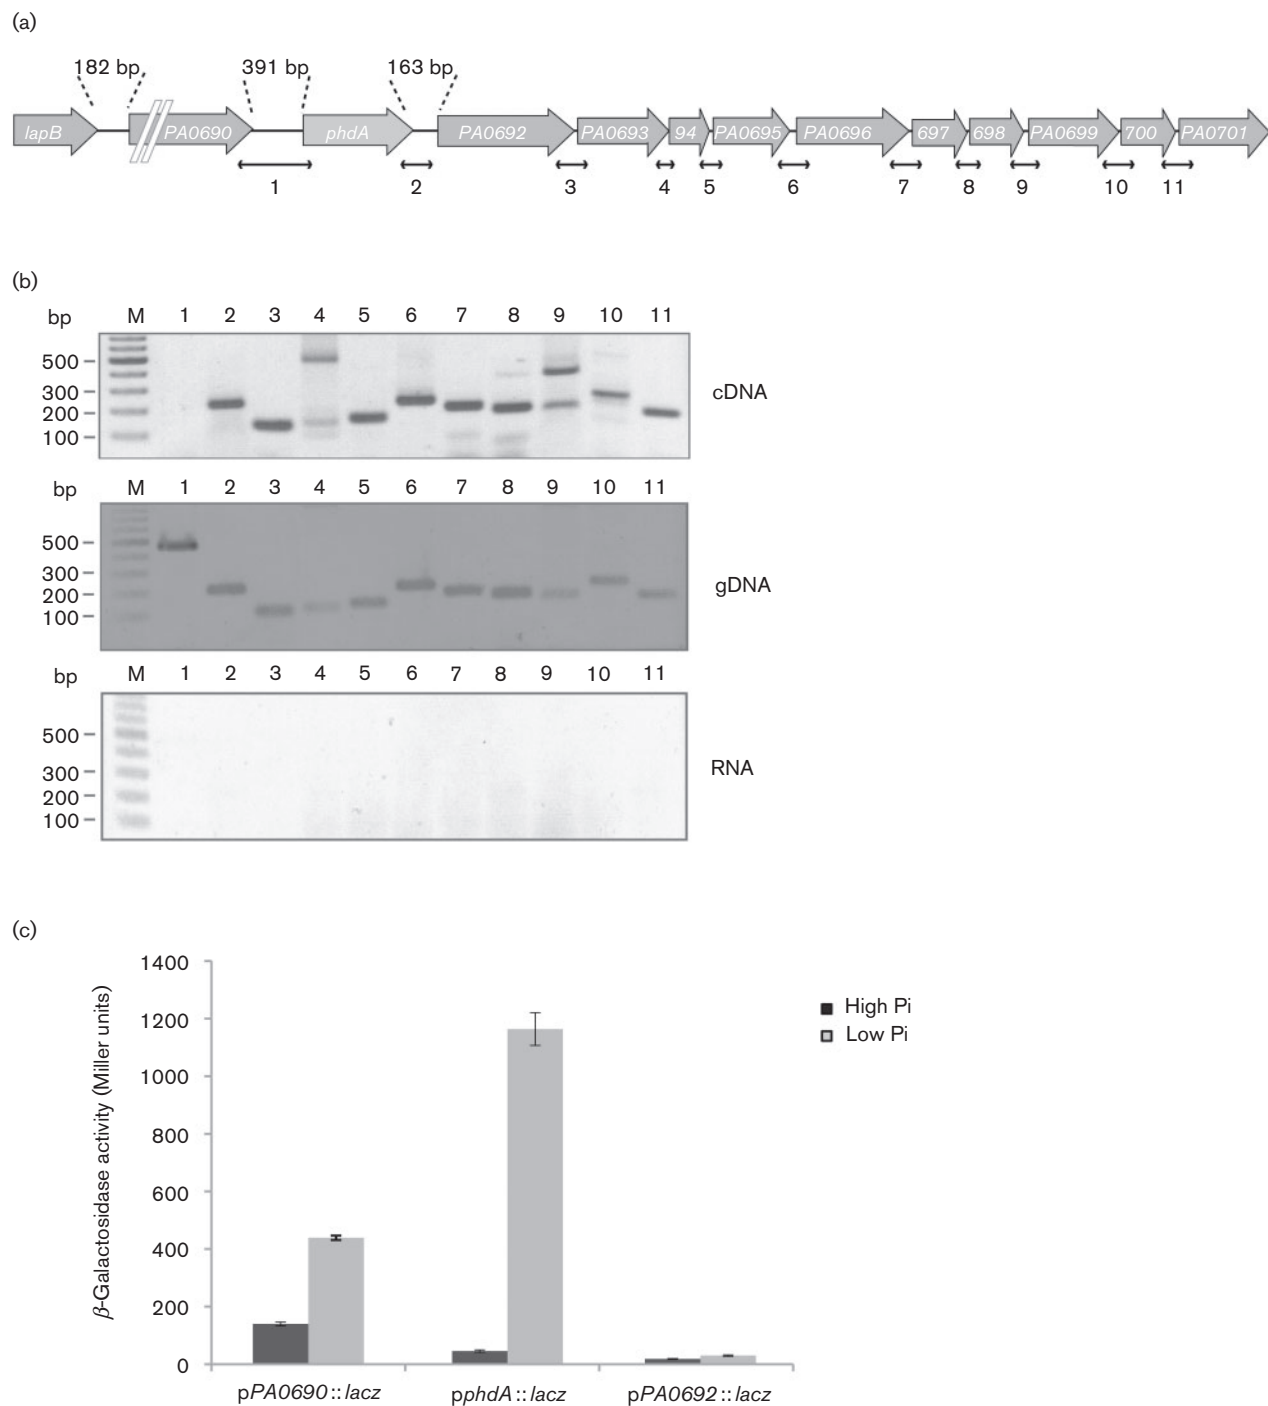 (a)
182 bp 391 bp 163 bp
lapB PA0690 phdA PA0692 PA0693 94 PA0695 PA0696 697 698 PA0699 700 PA0701
1 2 3 4 5 6 7 8 9 10 11
(b)
bp M 1 2 3 4 5 6 7 8 9 10 11
500
300
200
100
cDNA
bp M 1 2 3 4 5 6 7 8 9 10 11
500
300
200
100
gDNA
bp M 1 2 3 4 5 6 7 8 9 10 11
500
300
200
100
RNA
(c)
β-Galactosidase activity (Miller units)
1400
1200
1000
800
600
400
200
0
High Pi
Low Pi
pPA0690::lacz pphdA::lacz pPA0692::lacz